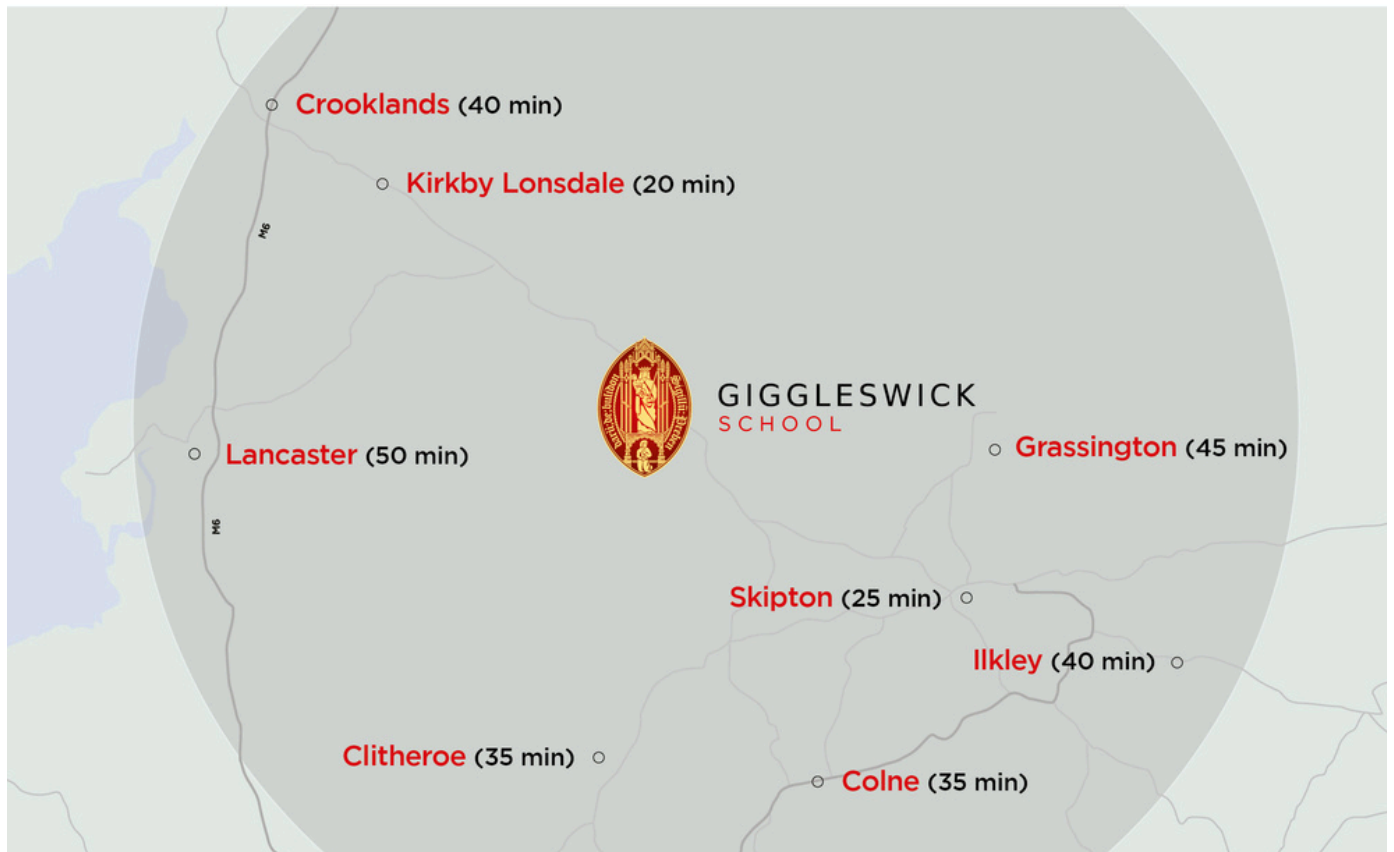 Crooklands (40 min)
Kirkby Lonsdale (20 min)
M6
GIGGLESWICK
SCHOOL
Lancaster (50 min)
Grassington (45 min)
M6
Skipton (25 min)
Ilkley (40 min)
Clitheroe (35 min)
Colne (35 min)